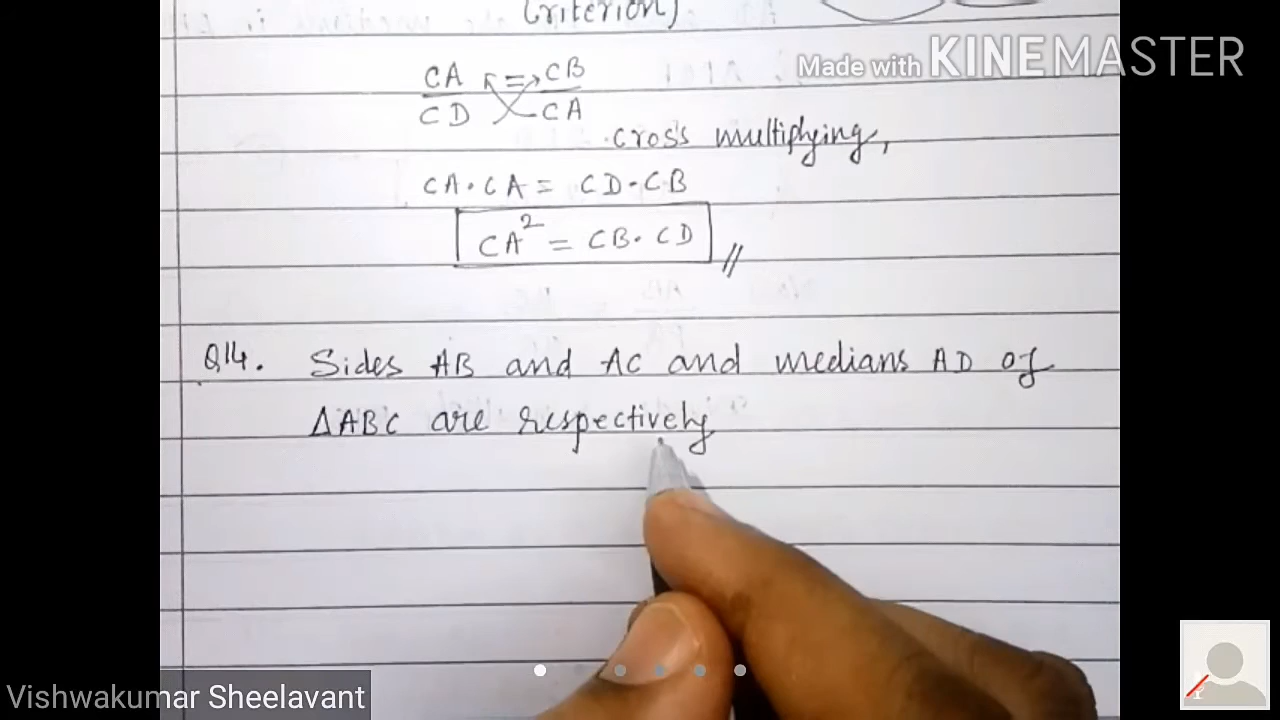 Criterion)
Made with KINEMASTER
CA = CB
CD CA
cross multiplying,
CA · CA = CD · CB
CA² = CB · CD
Q14. Sides AB and AC and medians AD of
ΔABC are respectively
Vishwakumar Sheelavant